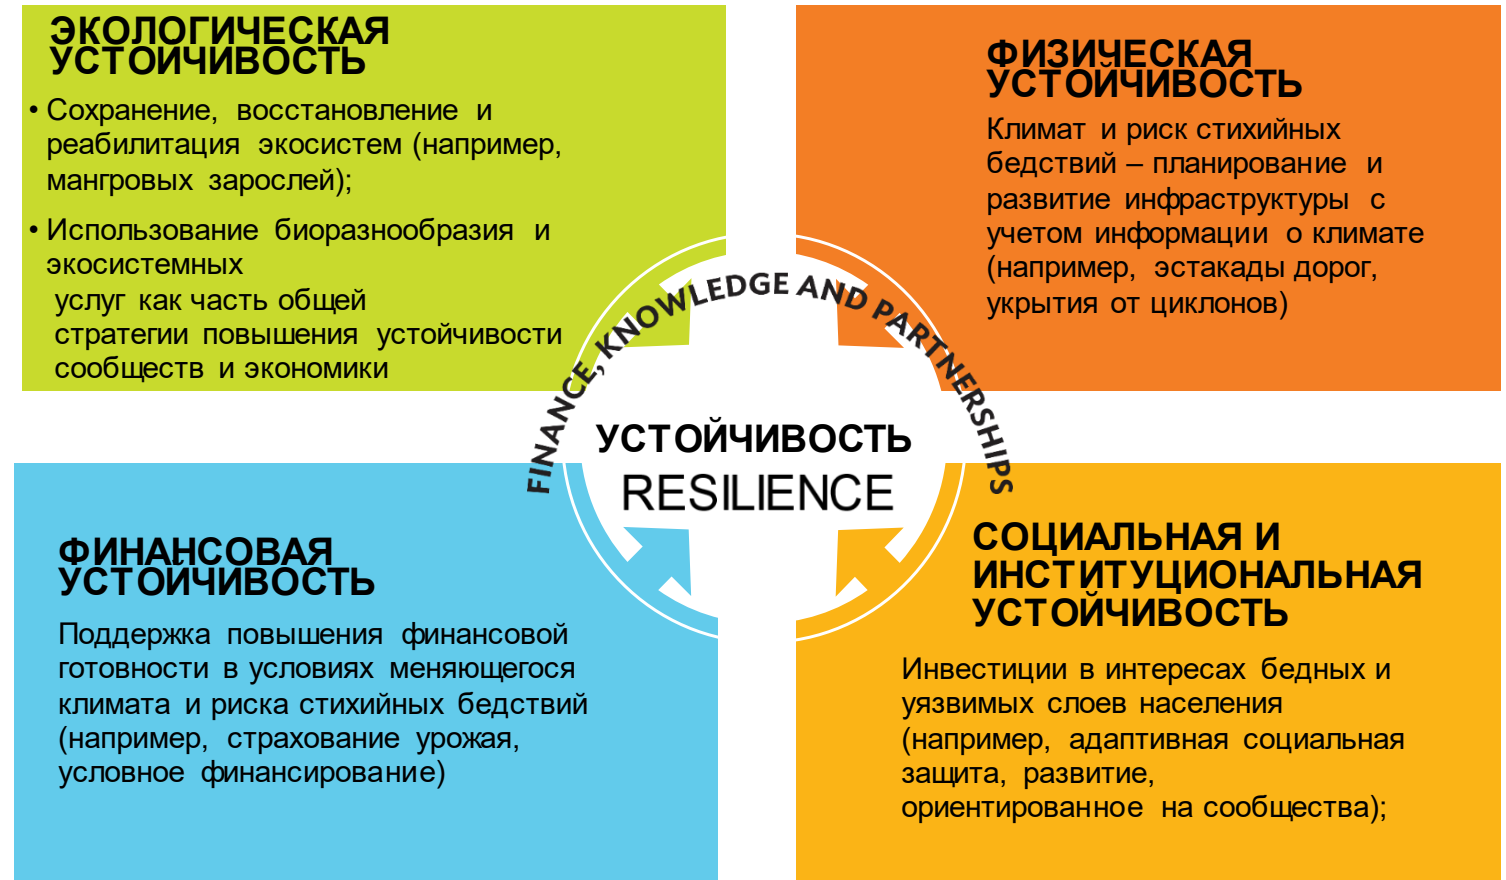 ЭКОЛОГИЧЕСКАЯ
УСТОЙЧИВОСТЬ
• Сохранение, восстановление и
реабилитация экосистем (например,
мангровых зарослей);
• Использование биоразнообразия и
экосистемных
услуг как часть общей
стратегии повышения устойчивости
сообществ и экономики
ФИЗИЧЕСКАЯ
УСТОЙЧИВОСТЬ
Климат и риск стихийных
бедствий – планирование и
развитие инфраструктуры с
учетом информации о климате
(например, эстакады дорог,
укрытия от циклонов)
FINANCE, KNOWLEDGE AND PARTNERSHIPS
УСТОЙЧИВОСТЬ
RESILIENCE
ФИНАНСОВАЯ
УСТОЙЧИВОСТЬ
Поддержка повышения финансовой
готовности в условиях меняющегося
климата и риска стихийных бедствий
(например, страхование урожая,
условное финансирование)
СОЦИАЛЬНАЯ И
ИНСТИТУЦИОНАЛЬНАЯ
УСТОЙЧИВОСТЬ
Инвестиции в интересах бедных и
уязвимых слоев населения
(например, адаптивная социальная
защита, развитие,
ориентированное на сообщества);